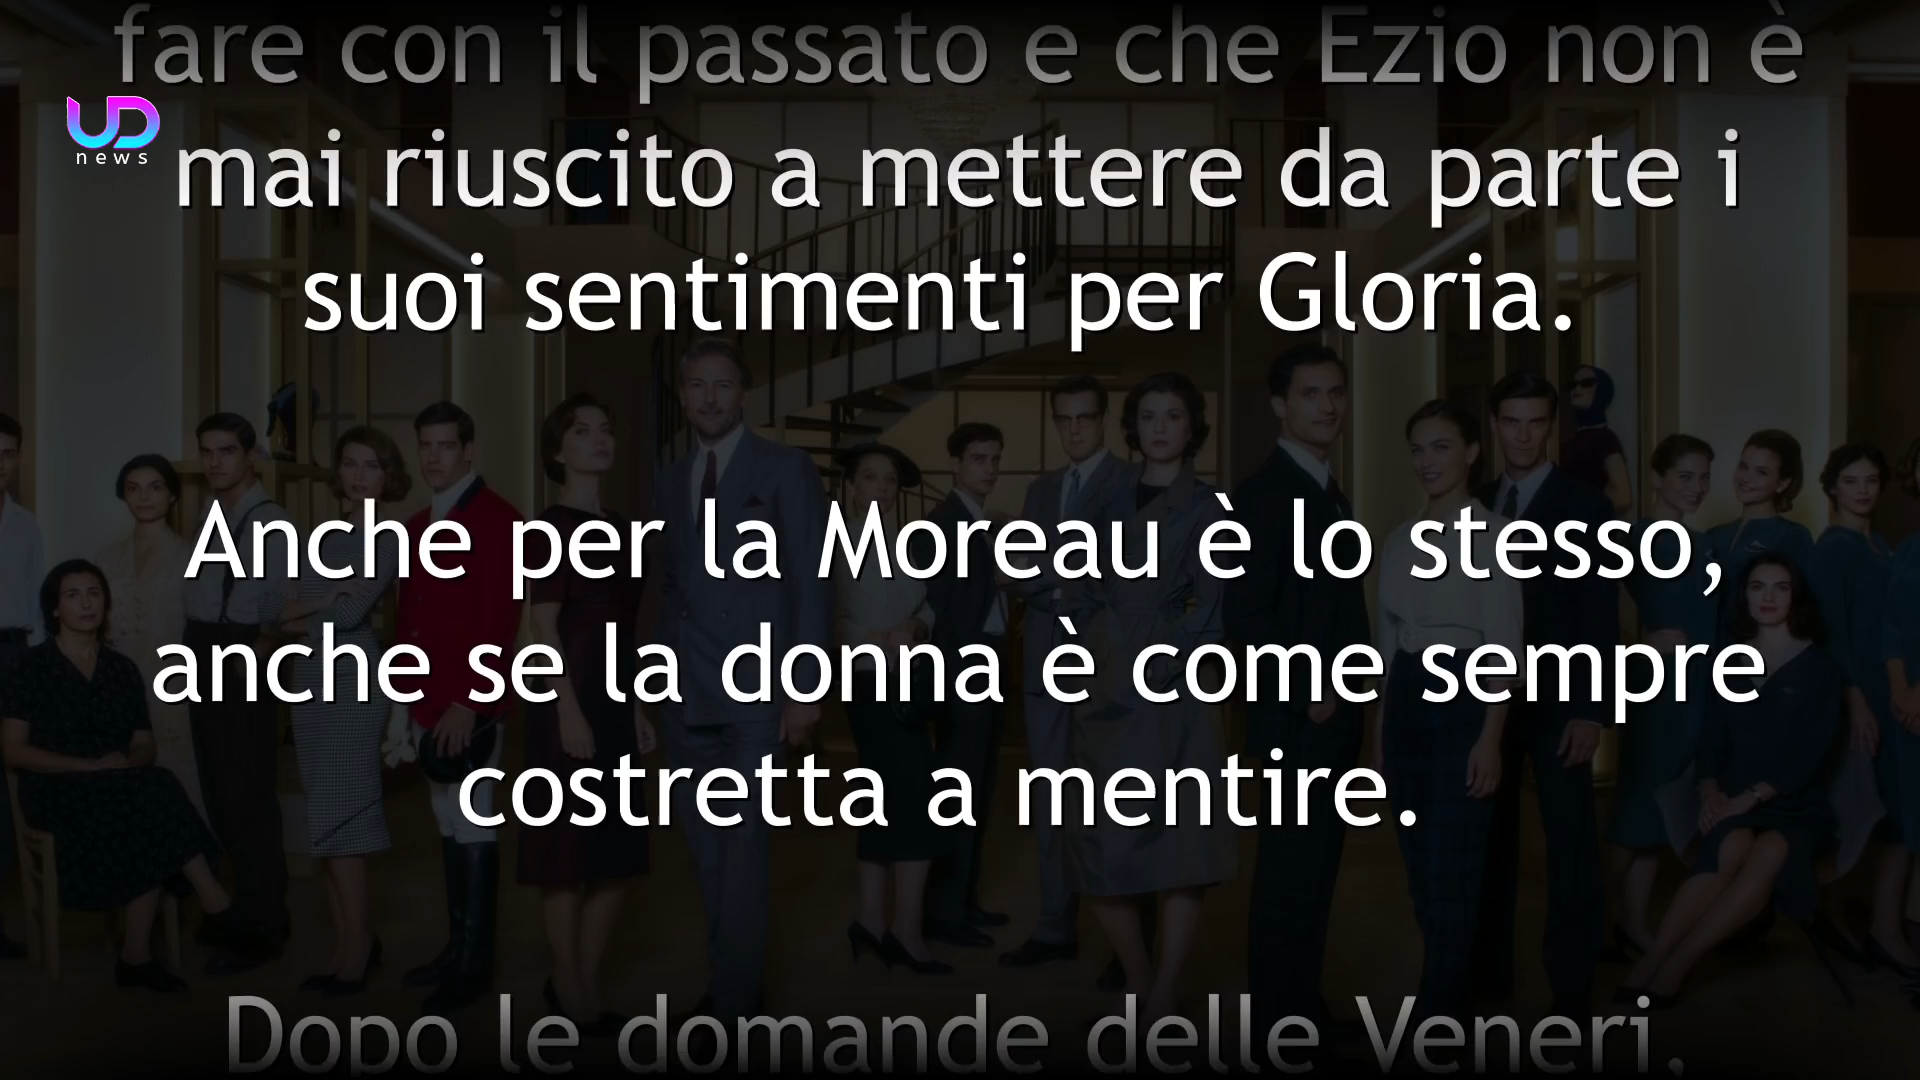 fare con il passato e che Ezio non è
UD
news
mai riuscito a mettere da parte i
suoi sentimenti per Gloria.
Anche per la Moreau è lo stesso,
anche se la donna è come sempre
costretta a mentire.
Dopo le domande delle Veneri,